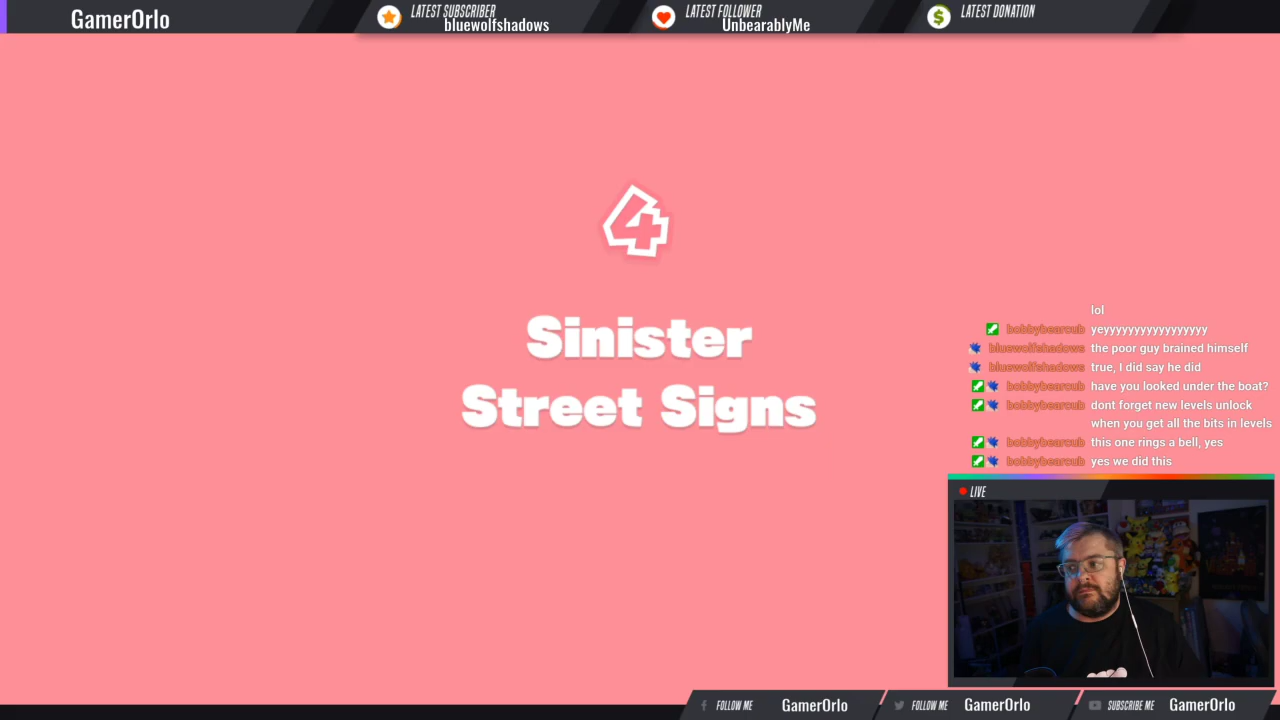 GamerOrlo
LATEST SUBSCRIBER
bluewolfshadows
LATEST FOLLOWER
UnbearablyMe
LATEST DONATION
4
Sinister
Street Signs
lol
bobbybearcub yeyyyyyyyyyyyyyyyyy
bluewolfshadows the poor guy brained himself
bluewolfshadows true, I did say he did
bobbybearcub have you looked under the boat?
bobbybearcub dont forget new levels unlock
when you get all the bits in levels
bobbybearcub this one rings a bell, yes
bobbybearcub yes we did this
LIVE
FOLLOW ME GamerOrlo
FOLLOW ME GamerOrlo
SUBSCRIBE ME GamerOrlo